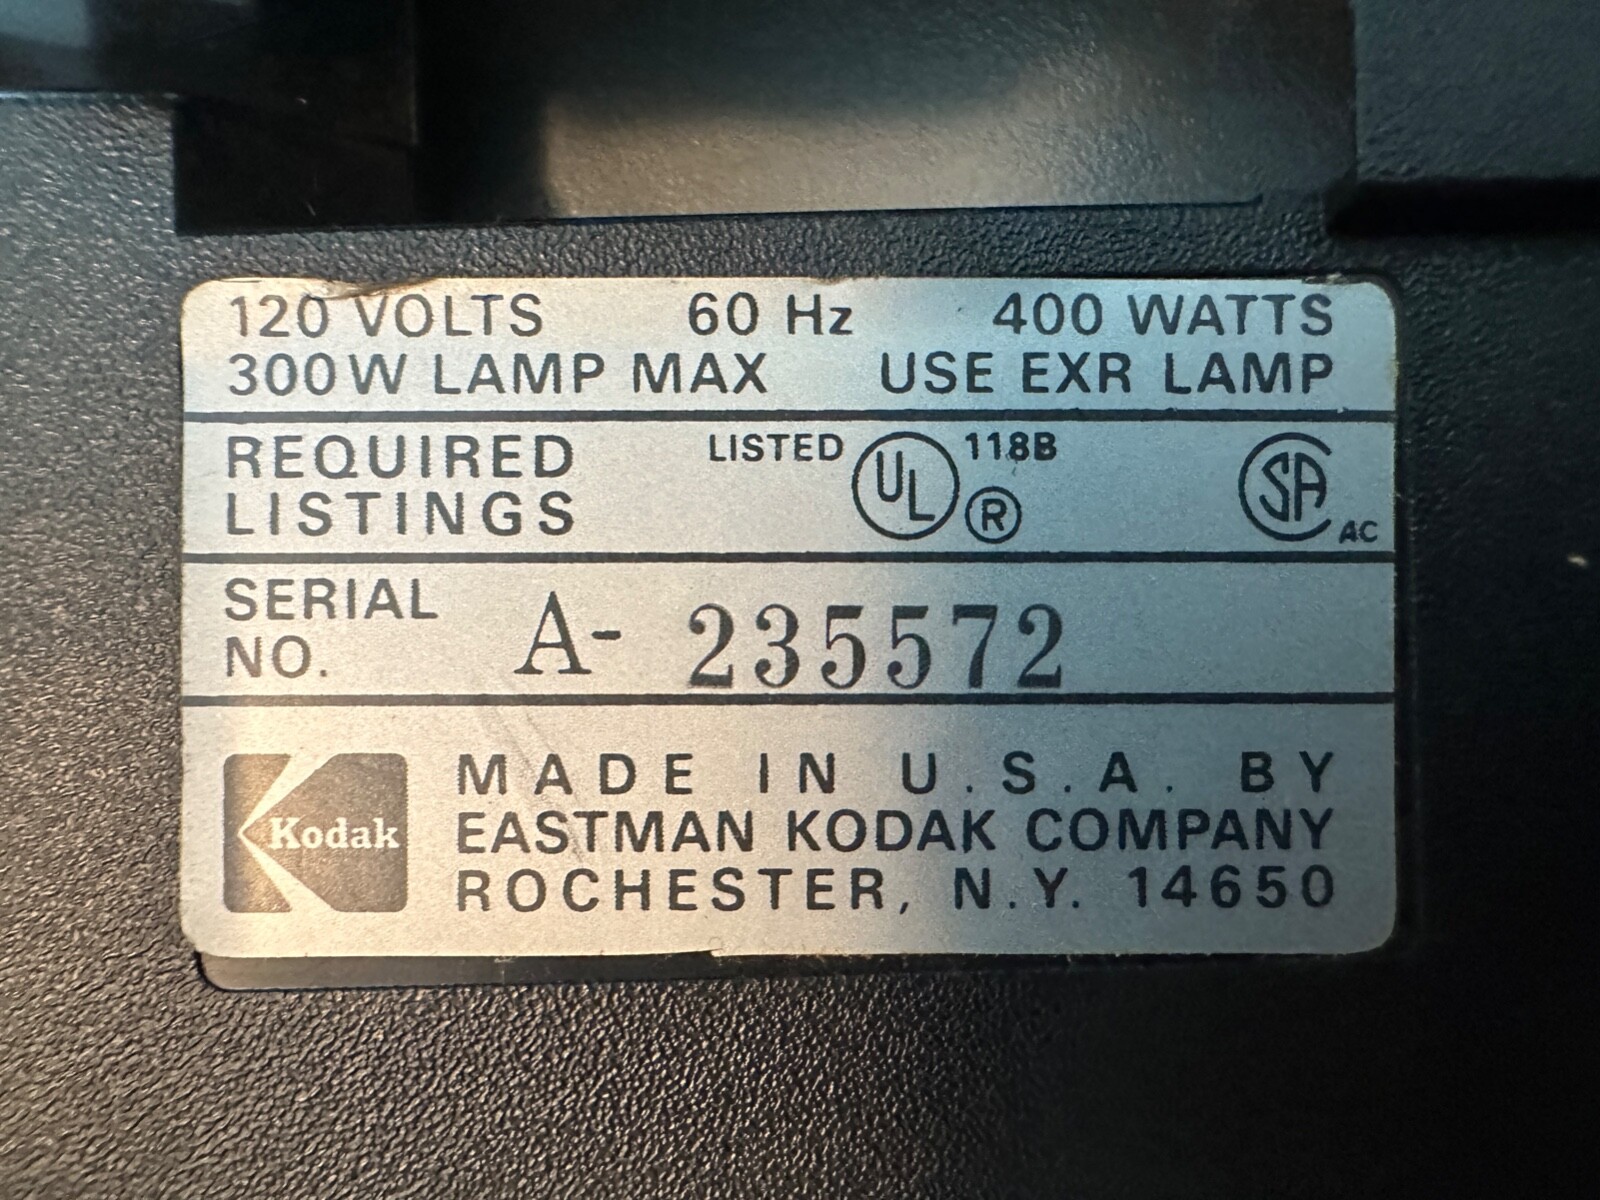 120 VOLTS 60 Hz 400 WATTS
300W LAMP MAX USE EXR LAMP
REQUIRED LISTINGS
LISTED UL 118B ®
SA AC
SERIAL NO. A- 235572
Kodak
MADE IN U.S.A. BY
EASTMAN KODAK COMPANY
ROCHESTER, N.Y. 14650